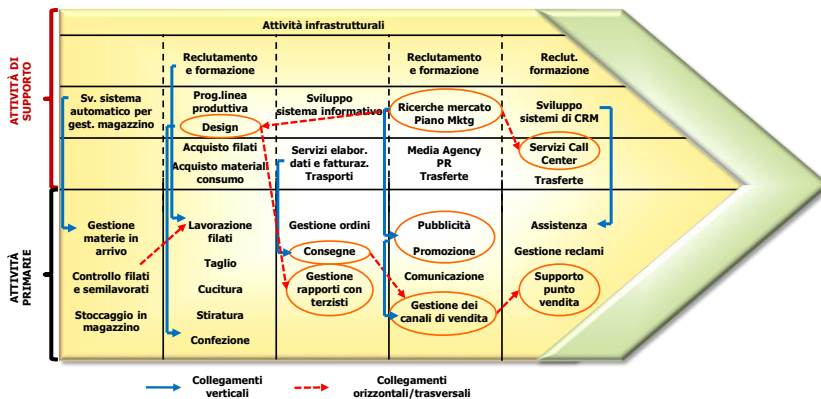 Attività infrastrutturali
ATTIVITÀ DI
SUPPORTO
Reclutamento
e formazione
Reclutamento
e formazione
Reclut.
formazione
Sv. sistema
automatico per
gest. magazzino
Prog.linea
produttiva
Design
Sviluppo
sistema informativo
Ricerche mercato
Piano Mktg
Sviluppo
sistemi di CRM
Acquisto filati
Acquisto materiali
consumo
Servizi elabor.
dati e fatturaz.
Trasporti
Media Agency
PR
Trasferte
Servizi Call
Center
Trasferte
ATTIVITÀ
PRIMARIE
Gestione
materie in
arrivo
Controllo filati
e semilavorati
Stoccaggio in
magazzino
Lavorazione
filati
Taglio
Cucitura
Stiratura
Confezione
Gestione ordini
Consegne
Gestione
rapporti con
terzisti
Pubblicità
Promozione
Comunicazione
Gestione dei
canali di vendita
Assistenza
Gestione reclami
Supporto
punto
vendita
Collegamenti
verticali
Collegamenti
orizzontali/trasversali